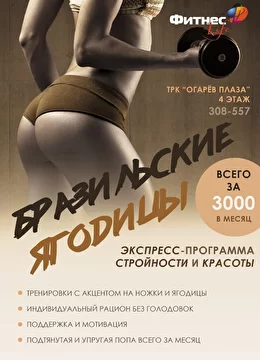 Фитнес
ТРК "ОГАРЁВ ПЛАЗА"
4 ЭТАЖ
308-557
БРАЗИЛЬСКИЕ
ЯГОДИЦЫ
ВСЕГО
ЗА
3000
В МЕСЯЦ
ЭКСПРЕСС-ПРОГРАММА
СТРОЙНОСТИ И КРАСОТЫ
• ТРЕНИРОВКИ С АКЦЕНТОМ НА НОЖКИ И ЯГОДИЦЫ
• ИНДИВИДУАЛЬНЫЙ РАЦИОН БЕЗ ГОЛОДОВОК
• ПОДДЕРЖКА И МОТИВАЦИЯ
• ПОДТЯНУТАЯ И УПРУГАЯ ПОПА ВСЕГО ЗА МЕСЯЦ